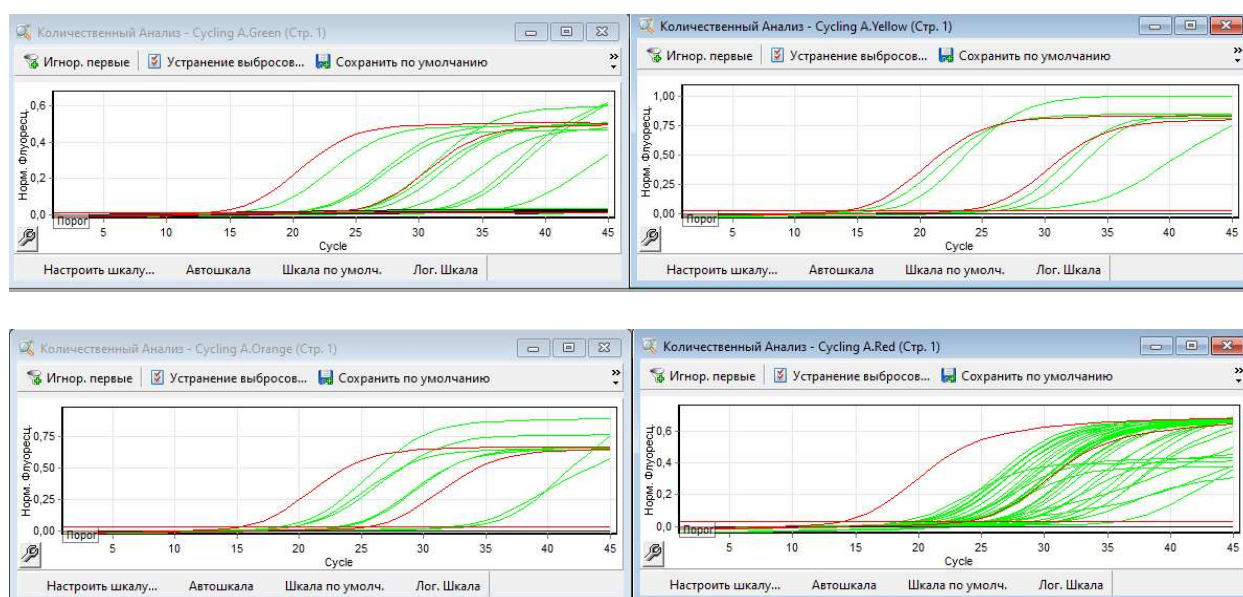 Количественный Анализ - Cycling A.Green (Стр. 1)
Игнор. первые Устранение выбросов... Сохранить по умолчанию »
Норм. Флуоресц.
0,6
0,4
0,2
0,0
Порог
5 10 15 20 25 30 35 40 45
Cycle
Настроить шкалу... Автошкала Шкала по умолч. Лог. Шкала
Количественный Анализ - Cycling A.Yellow (Стр. 1)
Игнор. первые Устранение выбросов... Сохранить по умолчанию »
Норм. Флуоресц.
1,00
0,75
0,50
0,25
0,00
Порог
5 10 15 20 25 30 35 40 45
Cycle
Настроить шкалу... Автошкала Шкала по умолч. Лог. Шкала
Количественный Анализ - Cycling A.Orange (Стр. 1)
Игнор. первые Устранение выбросов... Сохранить по умолчанию »
Норм. Флуоресц.
0,75
0,50
0,25
0,00
Порог
5 10 15 20 25 30 35 40 45
Cycle
Настроить шкалу... Автошкала Шкала по умолч. Лог. Шкала
Количественный Анализ - Cycling A.Red (Стр. 1)
Игнор. первые Устранение выбросов... Сохранить по умолчанию »
Норм. Флуоресц.
0,6
0,4
0,2
0,0
Порог
5 10 15 20 25 30 35 40 45
Cycle
Настроить шкалу... Автошкала Шкала по умолч. Лог. Шкала